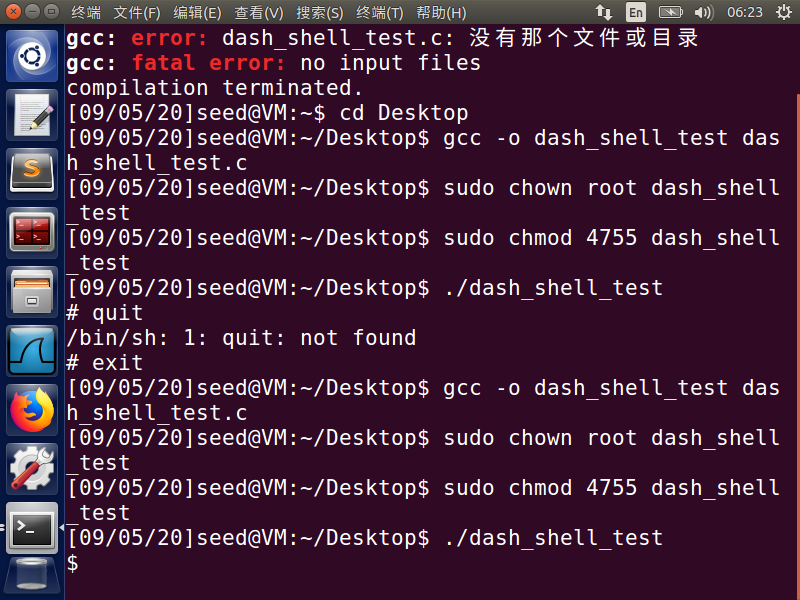 终端 文件(F) 编辑(E) 查看(V) 搜索(S) 终端(T) 帮助(H) En 06:23
gcc: error: dash_shell_test.c: 没有那个文件或目录
gcc: fatal error: no input files
compilation terminated.
[09/05/20]seed@VM:~$ cd Desktop
[09/05/20]seed@VM:~/Desktop$ gcc -o dash_shell_test das
h_shell_test.c
[09/05/20]seed@VM:~/Desktop$ sudo chown root dash_shell
_test
[09/05/20]seed@VM:~/Desktop$ sudo chmod 4755 dash_shell
_test
[09/05/20]seed@VM:~/Desktop$ ./dash_shell_test
# quit
/bin/sh: 1: quit: not found
# exit
[09/05/20]seed@VM:~/Desktop$ gcc -o dash_shell_test das
h_shell_test.c
[09/05/20]seed@VM:~/Desktop$ sudo chown root dash_shell
_test
[09/05/20]seed@VM:~/Desktop$ sudo chmod 4755 dash_shell
_test
[09/05/20]seed@VM:~/Desktop$ ./dash_shell_test
$